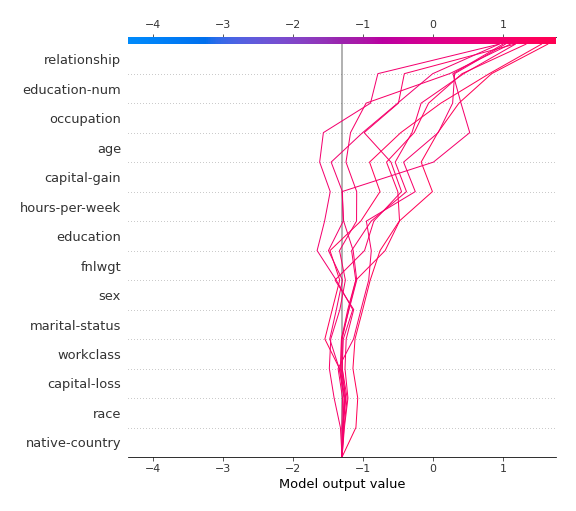 −4 −3 −2 −1 0 1
relationship
education-num
occupation
age
capital-gain
hours-per-week
education
fnlwgt
sex
marital-status
workclass
capital-loss
race
native-country
−4 −3 −2 −1 0 1
Model output value